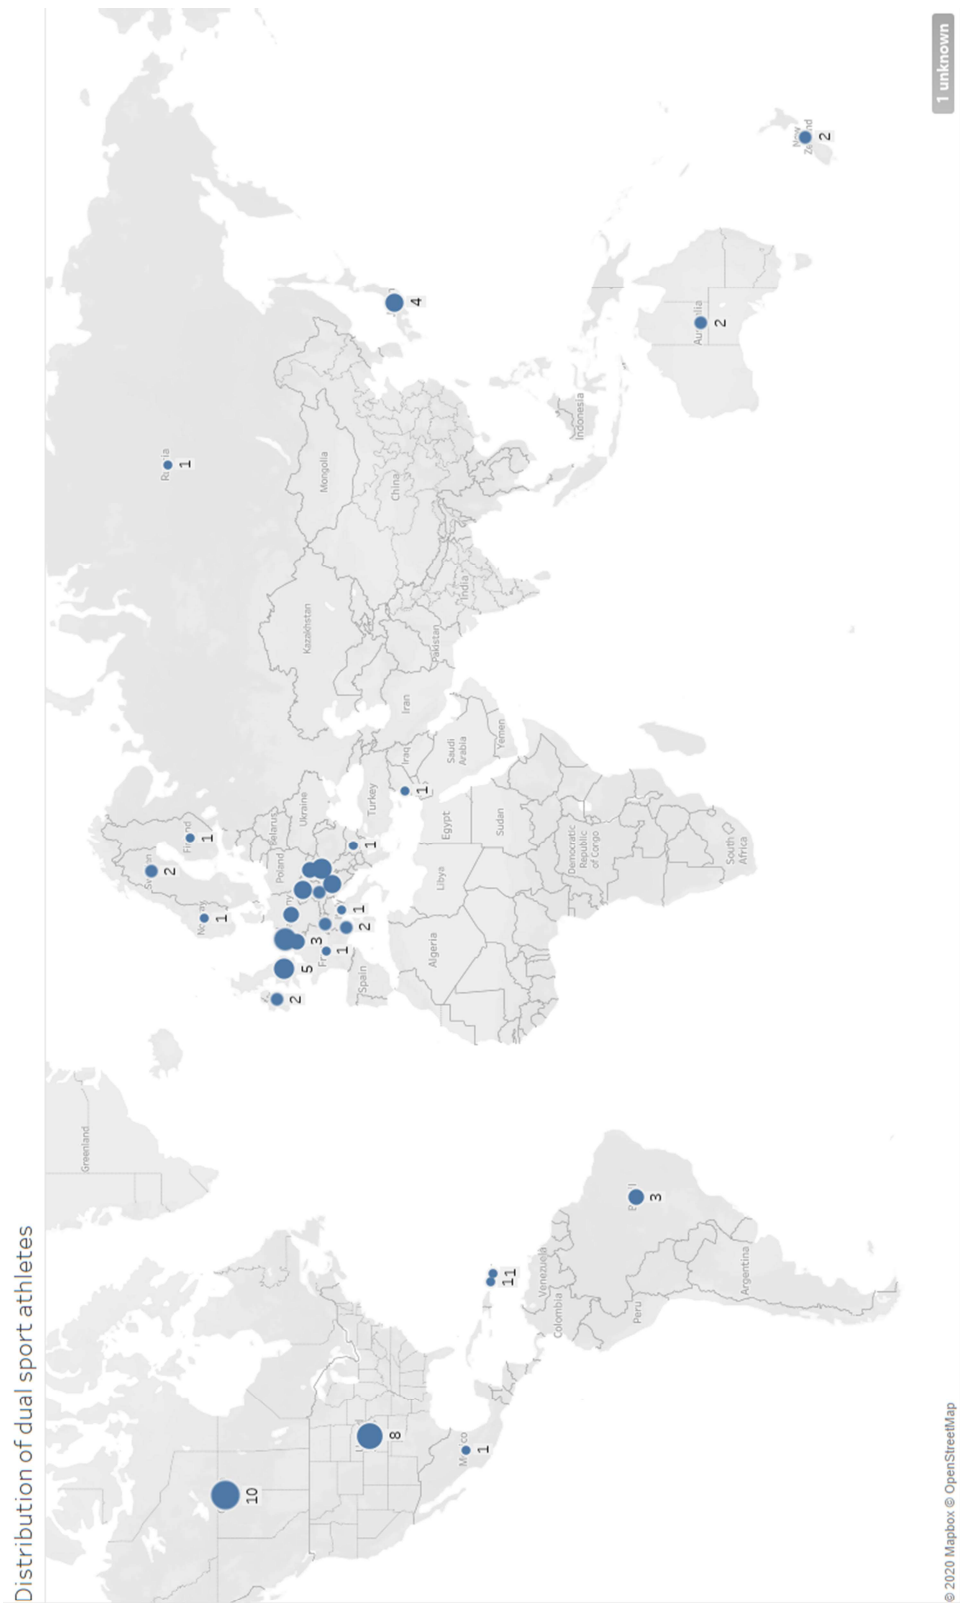 Distribution of dual sport athletes
Greenland
Russia
1
Sweden
2
Finland
1
Norway
1
10
8
Mexico
1
11
2
5
3
1
2
1
1
1
Poland
Belarus
Ukraine
Turkey
Spain
Kazakhstan
Mongolia
China
4
Iraq
Iran
Pakistan
India
Saudi
Arabia
Yemen
Algeria
Libya
Egypt
Sudan
Democratic
Republic
of Congo
South
Africa
Venezuela
Colombia
Peru
Brazil
3
Argentina
Indonesia
Australia
2
New
Zealand
2
© 2020 Mapbox © OpenStreetMap
1 unknown